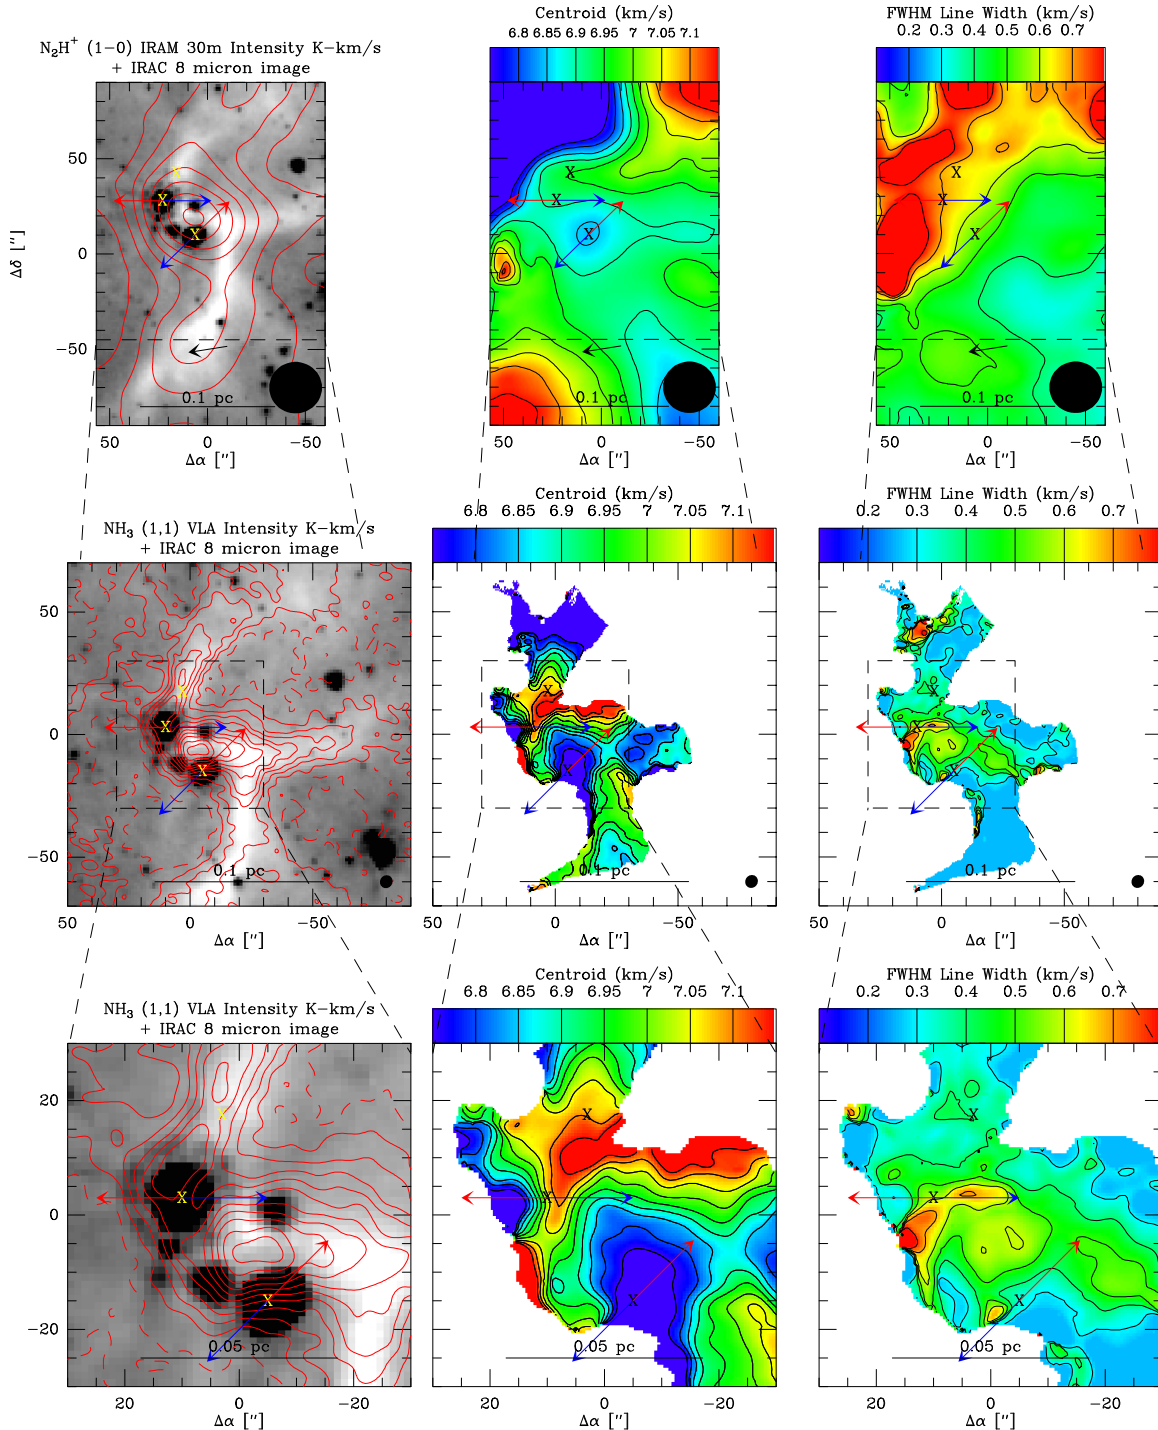 N₂H⁺ (1−0) IRAM 30m Intensity K−km/s
+ IRAC 8 micron image
Centroid (km/s)
6.8 6.85 6.9 6.95 7 7.05 7.1
FWHM Line Width (km/s)
0.2 0.3 0.4 0.5 0.6 0.7
Δδ ["]
50
0
−50
X
X
X
0.1 pc
50 0 −50
Δα ["]
X
X
X
0.1 pc
50 0 −50
Δα ["]
X
X
X
0.1 pc
50 0 −50
Δα ["]
NH₃ (1,1) VLA Intensity K−km/s
+ IRAC 8 micron image
Centroid (km/s)
6.8 6.85 6.9 6.95 7 7.05 7.1
FWHM Line Width (km/s)
0.2 0.3 0.4 0.5 0.6 0.7
50
0
−50
X
X
X
0.1 pc
50 0 −50
Δα ["]
X
X
0.1 pc
50 0 −50
Δα ["]
X
X
0.1 pc
50 0 −50
Δα ["]
NH₃ (1,1) VLA Intensity K−km/s
+ IRAC 8 micron image
Centroid (km/s)
6.8 6.85 6.9 6.95 7 7.05 7.1
FWHM Line Width (km/s)
0.2 0.3 0.4 0.5 0.6 0.7
20
0
−20
X
X
X
0.05 pc
20 0 −20
Δα ["]
X
X
X
0.05 pc
20 0 −20
Δα ["]
X
X
X
0.05 pc
20 0 −20
Δα ["]